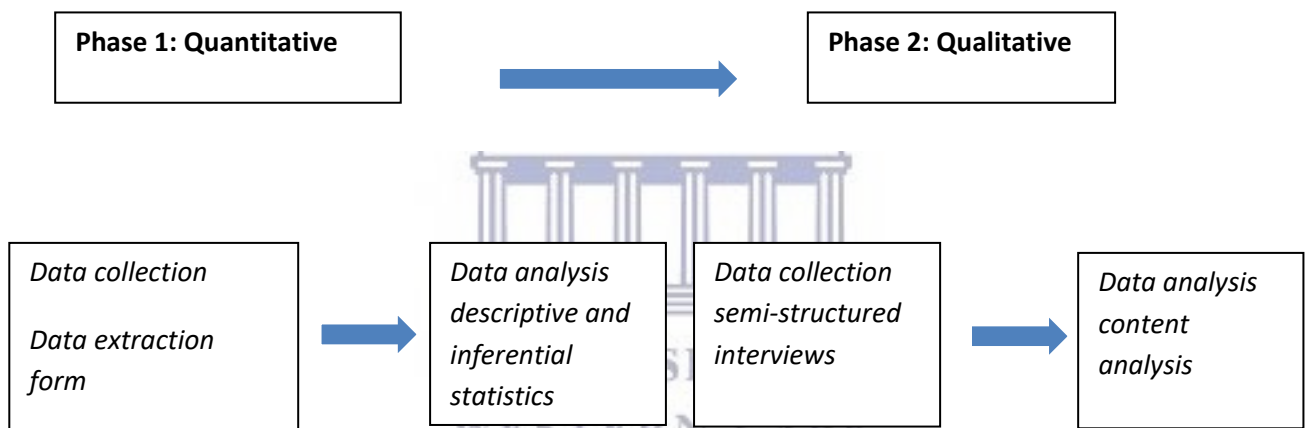 Phase 1: Quantitative
Phase 2: Qualitative
Data collection
Data extraction
form
Data analysis
descriptive and
inferential
statistics
Data collection
semi-structured
interviews
Data analysis
content
analysis